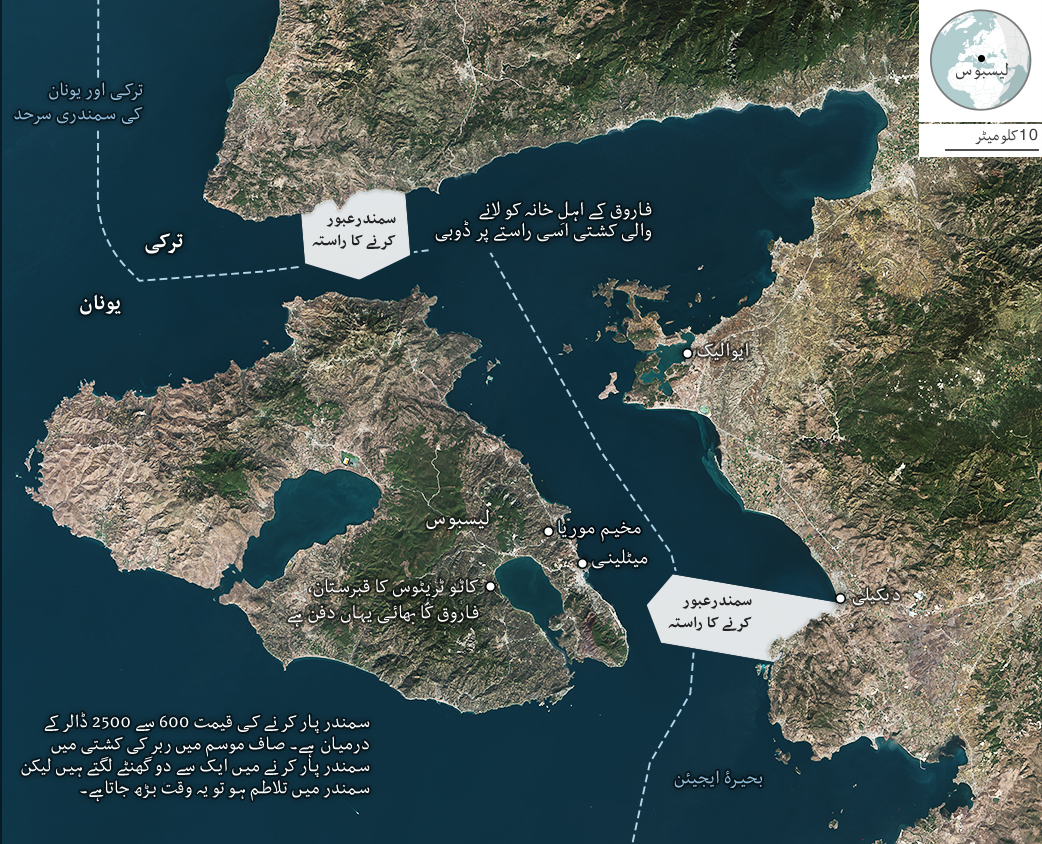 لیسبوس
10کلومیٹر
ترکی اور یونان
کی سمندری سرحد
سمندرعبور
کرنے کا راستہ
فاروق کے اہلِ خانہ کو لانے
والی کشتی اسی راستے پر ڈوبی
ترکی
یونان
ایوالیک
لیسبوس
مخیم موریا
میٹلینی
کاٹو ٹریٹوس کا قبرستان،
فاروق کا بھائی یہاں دفن ہے
دیکیلی
سمندرعبور
کرنے کا راستہ
سمندر پار کرنے کی قیمت 600 سے 2500 ڈالر کے
درمیان ہے۔ صاف موسم میں ربر کی کشتی میں
سمندر پار کرنے میں ایک سے دو گھنٹے لگتے ہیں لیکن
سمندر میں تلاطم ہو تو یہ وقت بڑھ جاتاہے۔
بحیرۂ ایجیئن